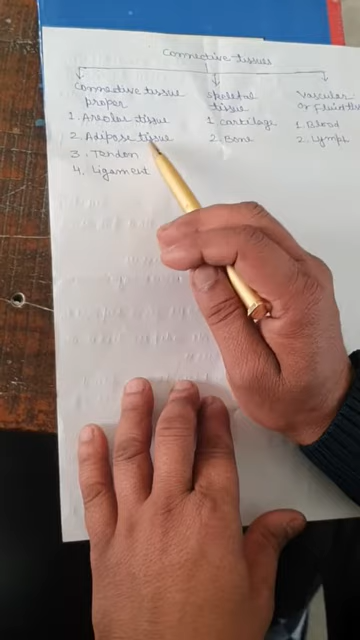 Connective tissues
Connective tissue
proper
1. Areolar tissue
2. Adipose tissue
3. Tendon
4. Ligament
Skeletal
tissue
1 cartilage
2. Bone
Vascular
or Fluid
1. Blood
2. Lymph